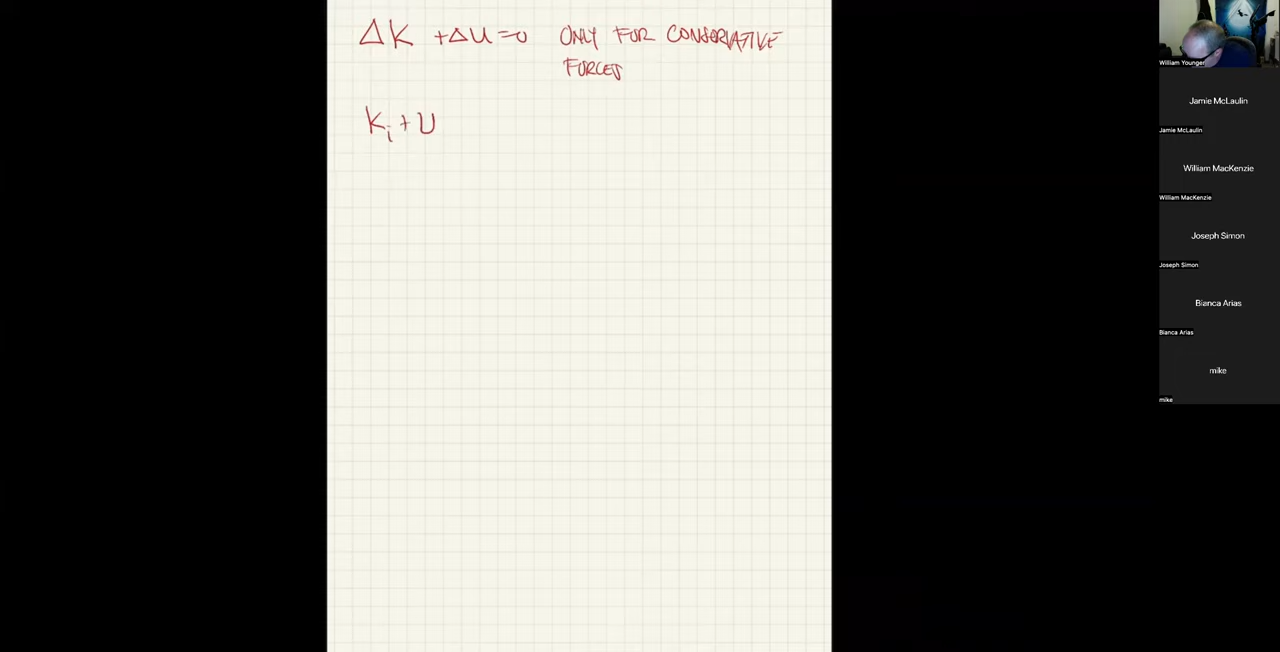 ΔK +ΔU=0 ONLY FOR CONSERVATIVE
FORCES
Ki + U
William Younger
Jamie McLaulin
Jamie McLaulin
William MacKenzie
William MacKenzie
Joseph Simon
Joseph Simon
Bianca Arias
Bianca Arias
mike
mike